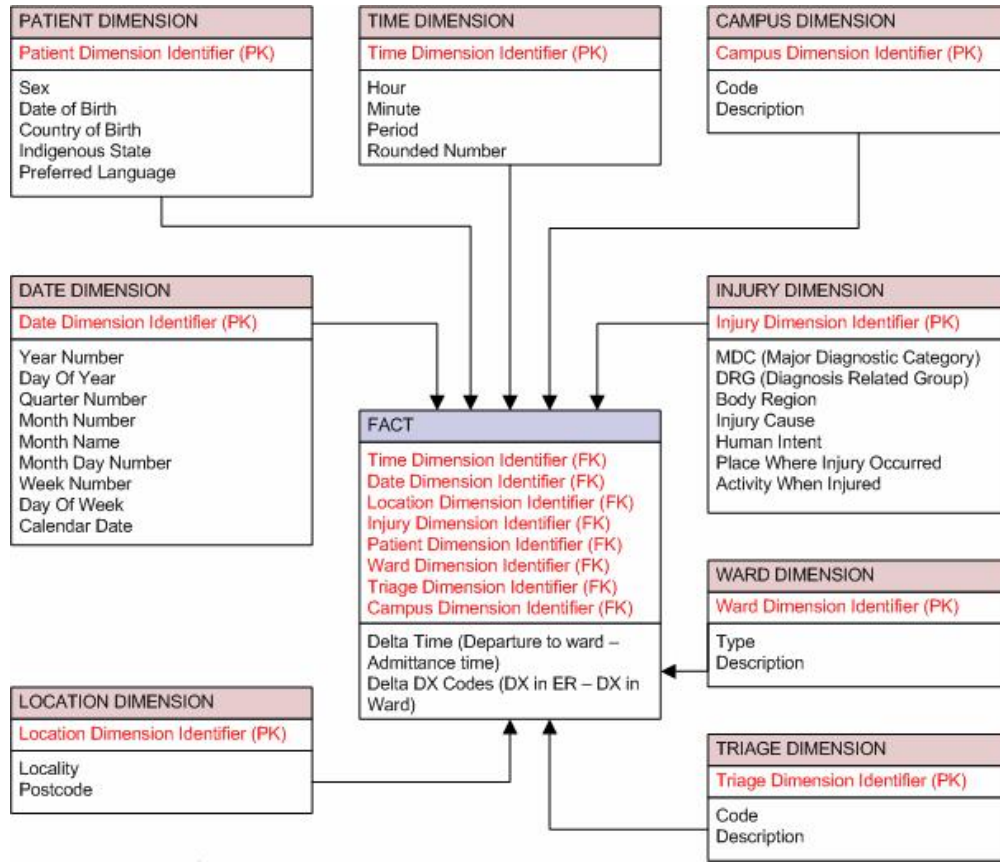 PATIENT DIMENSION
Patient Dimension Identifier (PK)
Sex
Date of Birth
Country of Birth
Indigenous State
Preferred Language
TIME DIMENSION
Time Dimension Identifier (PK)
Hour
Minute
Period
Rounded Number
CAMPUS DIMENSION
Campus Dimension Identifier (PK)
Code
Description
DATE DIMENSION
Date Dimension Identifier (PK)
Year Number
Day Of Year
Quarter Number
Month Number
Month Name
Month Day Number
Week Number
Day Of Week
Calendar Date
INJURY DIMENSION
Injury Dimension Identifier (PK)
MDC (Major Diagnostic Category)
DRG (Diagnosis Related Group)
Body Region
Injury Cause
Human Intent
Place Where Injury Occurred
Activity When Injured
FACT
Time Dimension Identifier (FK)
Date Dimension Identifier (FK)
Location Dimension Identifier (FK)
Injury Dimension Identifier (FK)
Patient Dimension Identifier (FK)
Ward Dimension Identifier (FK)
Triage Dimension Identifier (FK)
Campus Dimension Identifier (FK)
Delta Time (Departure to ward –
Admittance time)
Delta DX Codes (DX in ER – DX in
Ward)
WARD DIMENSION
Ward Dimension Identifier (PK)
Type
Description
LOCATION DIMENSION
Location Dimension Identifier (PK)
Locality
Postcode
TRIAGE DIMENSION
Triage Dimension Identifier (PK)
Code
Description